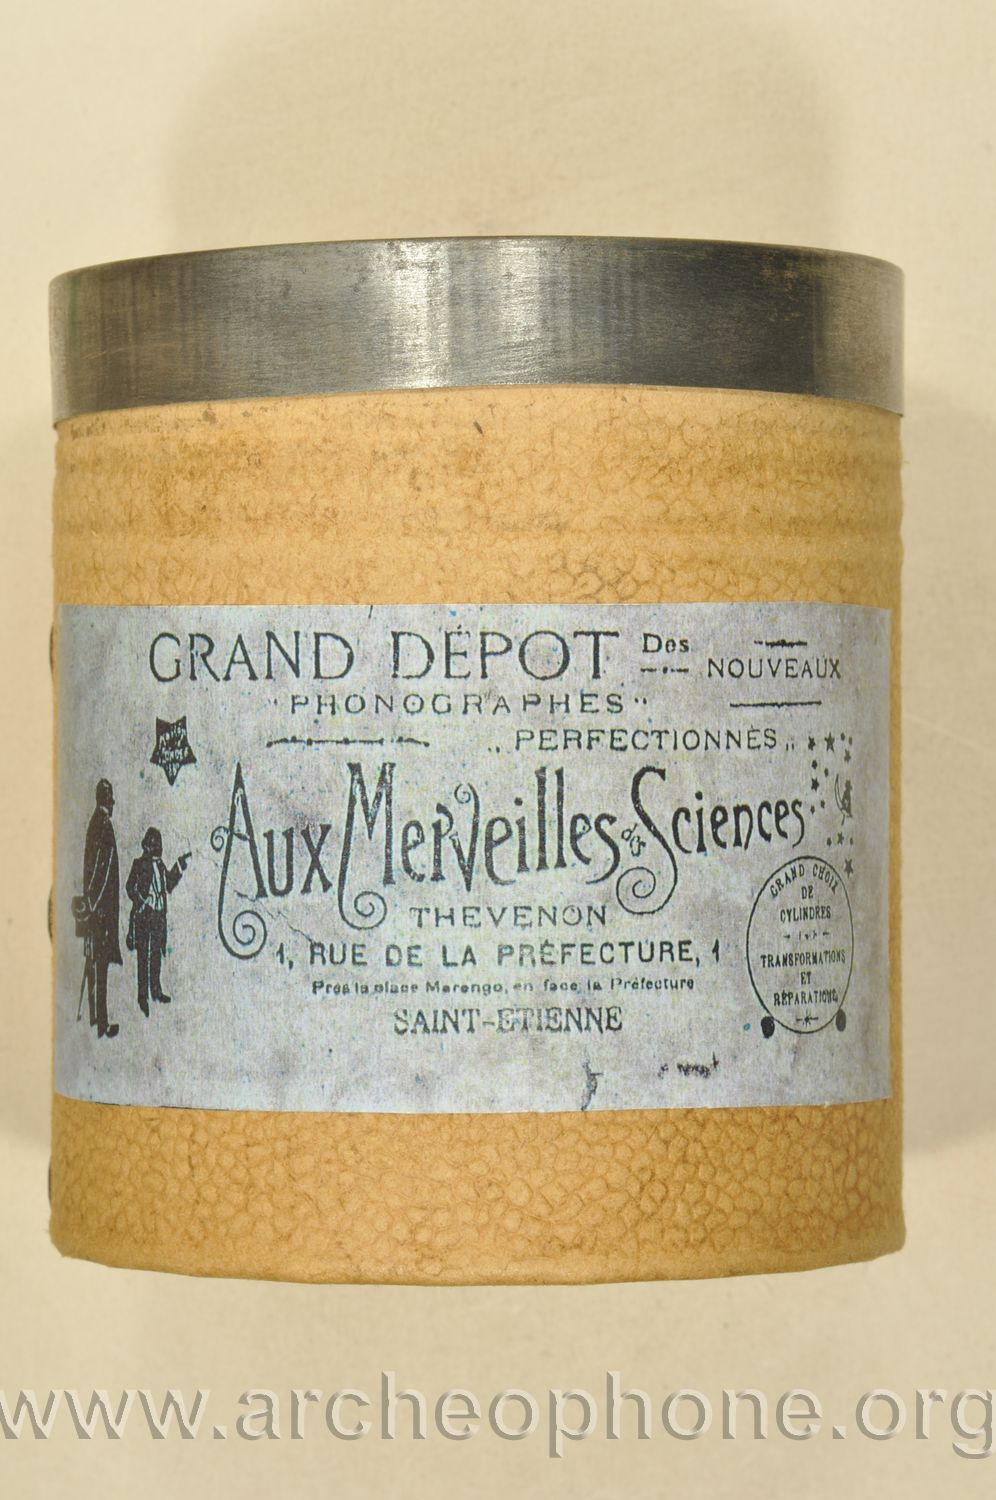 GRAND DÉPOT Des NOUVEAUX
"PHONOGRAPHES"
„PERFECTIONNÉS„
Aux Merveilles des Sciences
THEVENON
1, RUE DE LA PRÉFECTURE, 1
Près la place Marengo, en face la Préfecture
SAINT-ETIENNE
GRAND CHOIX
DE
CYLINDRES
TRANSFORMATIONS
ET
RÉPARATIONS
www.archeophone.org